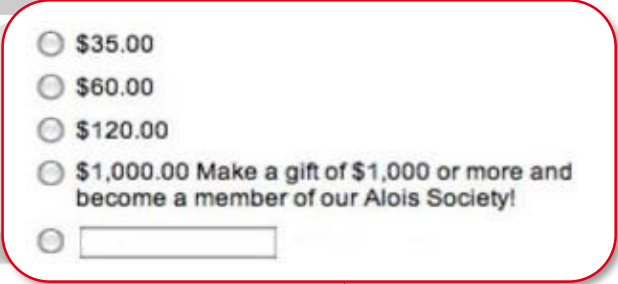 $35.00
$60.00
$120.00
$1,000.00 Make a gift of $1,000 or more and
become a member of our Alois Society!